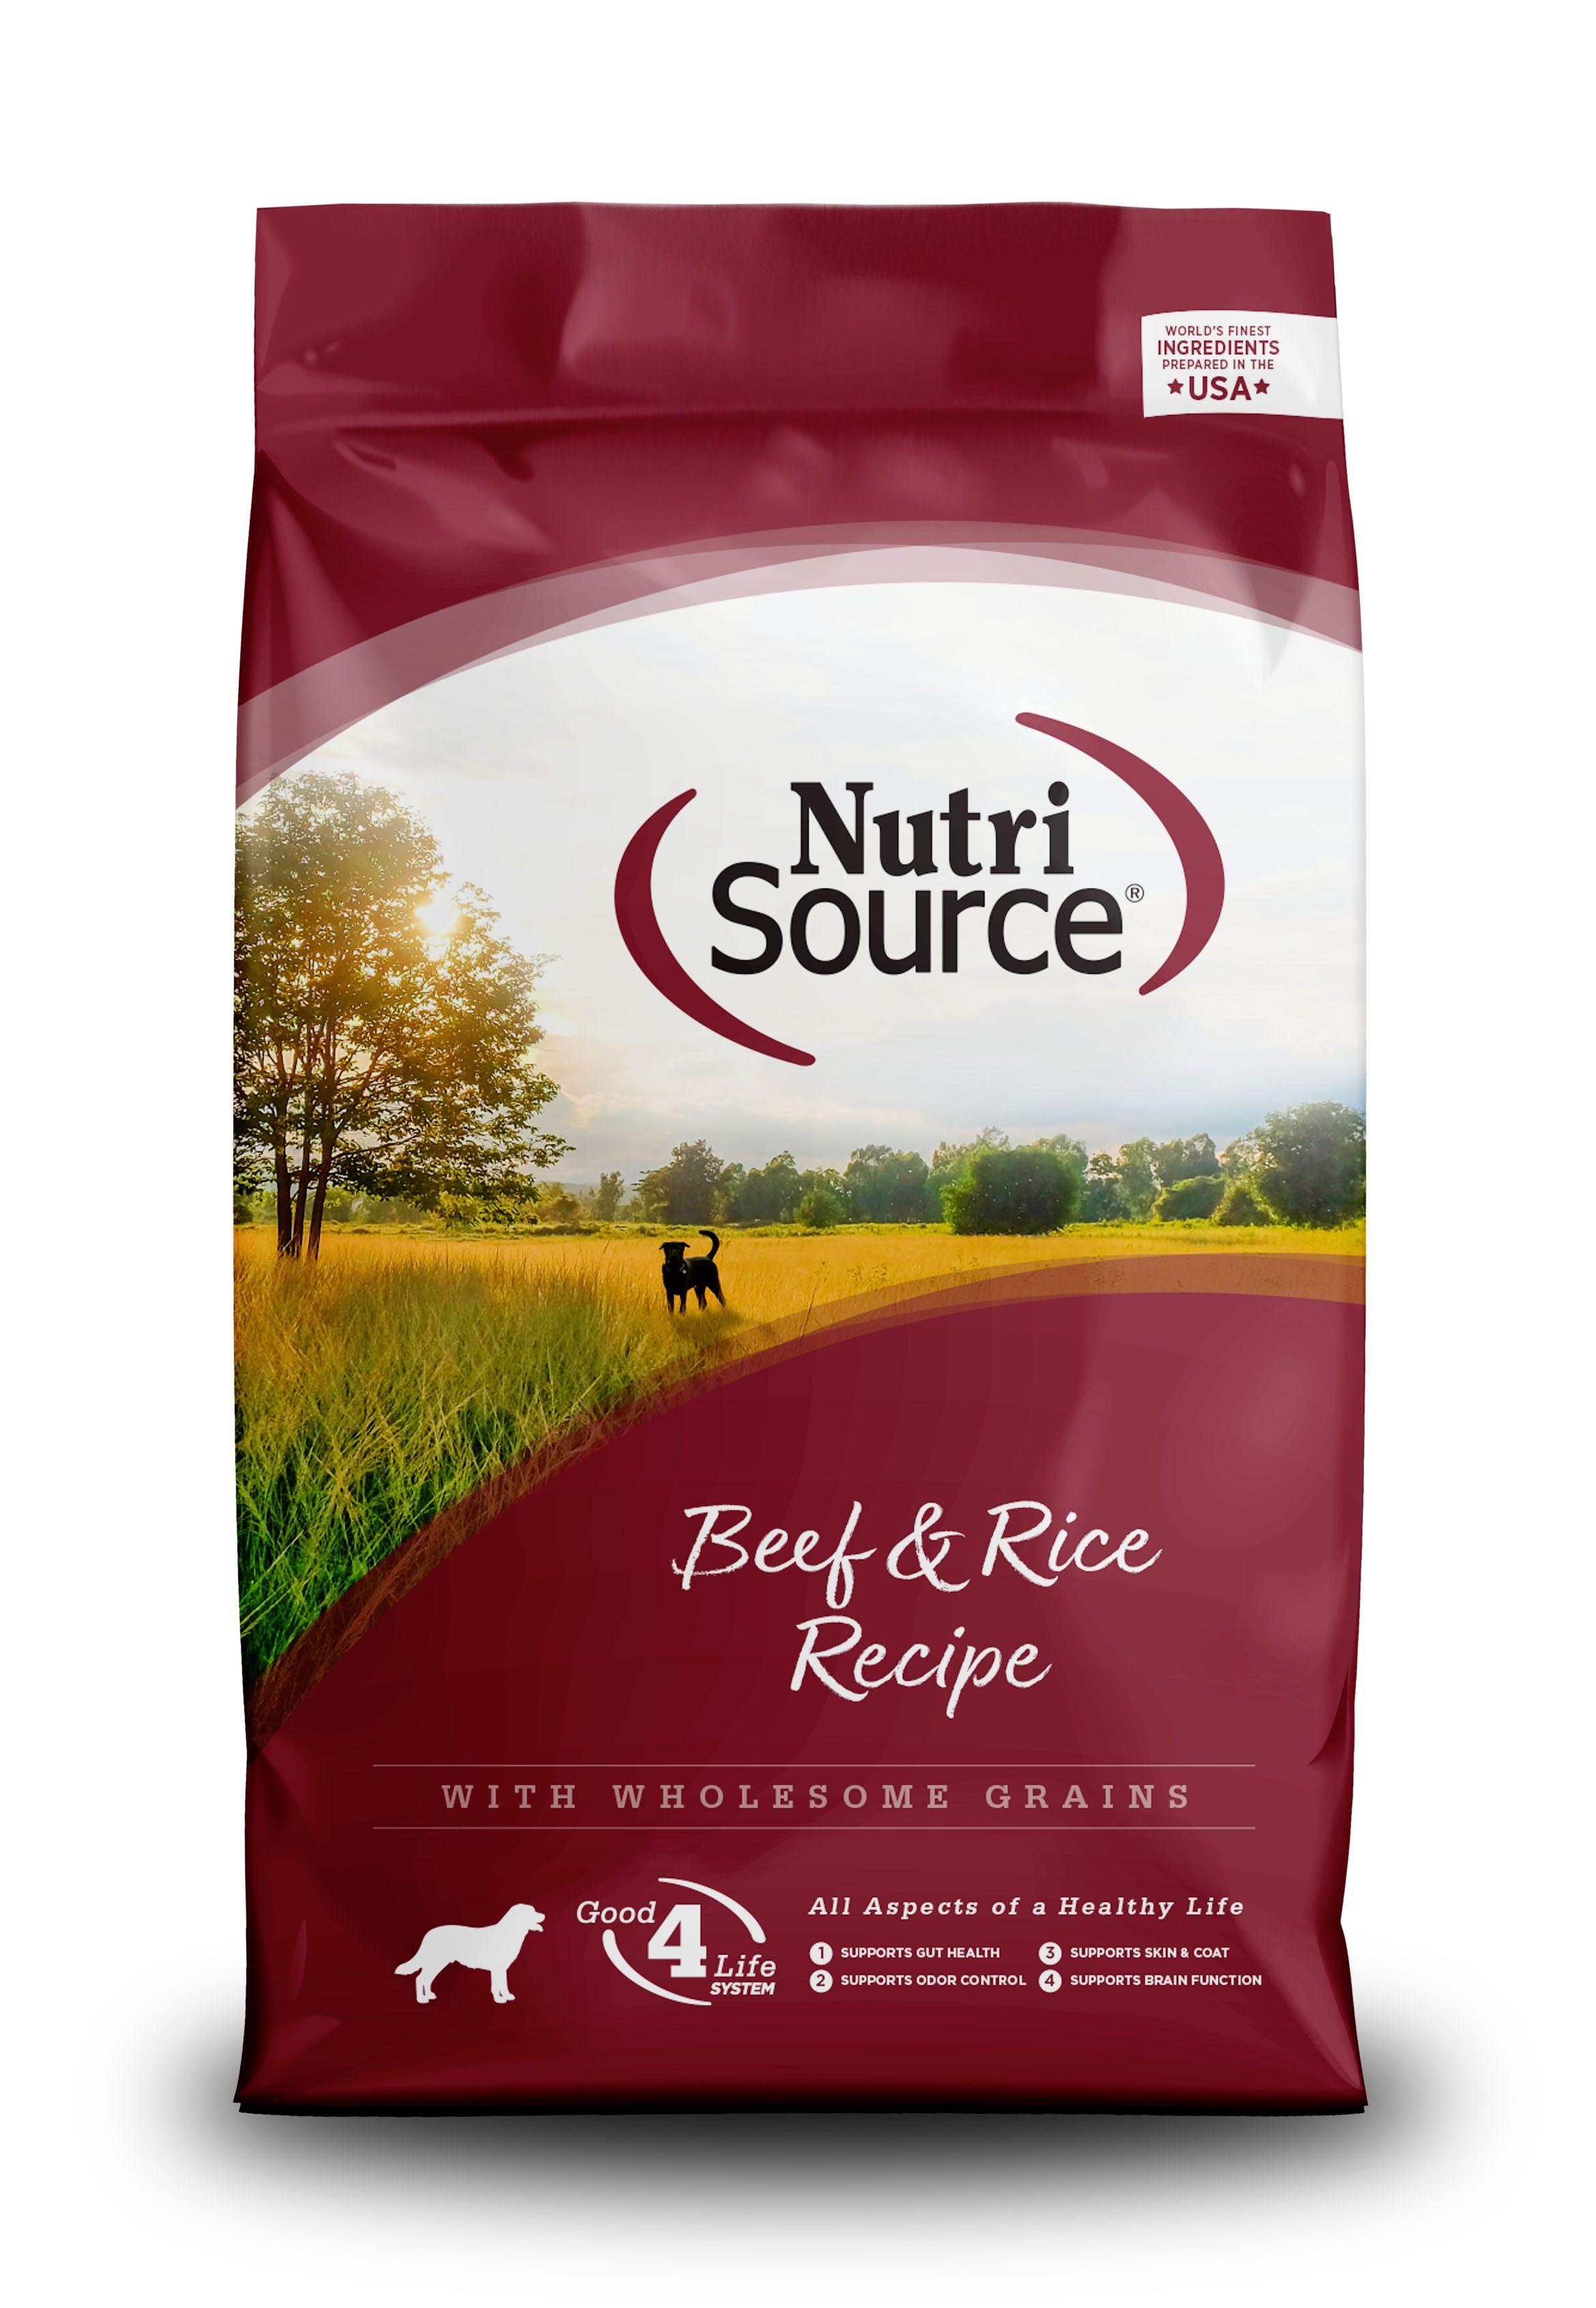 WORLD'S FINEST
INGREDIENTS
PREPARED IN THE
★USA★
Nutri
Source®
Beef & Rice
Recipe
WITH WHOLESOME GRAINS
Good 4 Life
SYSTEM
All Aspects of a Healthy Life
1 SUPPORTS GUT HEALTH
2 SUPPORTS ODOR CONTROL
3 SUPPORTS SKIN & COAT
4 SUPPORTS BRAIN FUNCTION